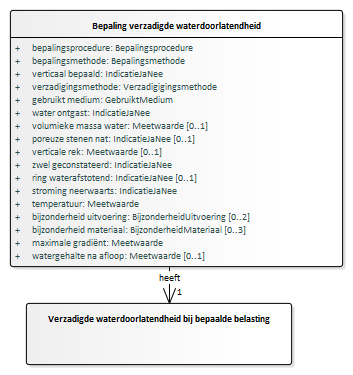 Bepaling verzadigde waterdoorlatendheid
+ bepalingsprocedure: Bepalingsprocedure
+ bepalingsmethode: Bepalingsmethode
+ verticaal bepaald: IndicatieJaNee
+ verzadigingsmethode: Verzadigigingsmethode
+ gebruikt medium: GebruiktMedium
+ water ontgast: IndicatieJaNee
+ volumieke massa water: Meetwaarde [0..1]
+ poreuze stenen nat: IndicatieJaNee [0..1]
+ verticale rek: Meetwaarde [0..1]
+ zwel geconstateerd: IndicatieJaNee
+ ring waterafstotend: IndicatieJaNee [0..1]
+ stroming neerwaarts: IndicatieJaNee
+ temperatuur: Meetwaarde
+ bijzonderheid uitvoering: BijzonderheidUitvoering [0..2]
+ bijzonderheid materiaal: BijzonderheidMateriaal [0..3]
+ maximale gradiënt: Meetwaarde
+ watergehalte na afloop: Meetwaarde [0..1]
heeft
1
Verzadigde waterdoorlatendheid bij bepaalde belasting